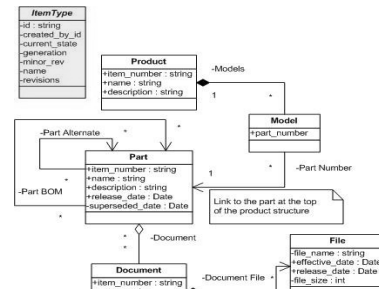 ItemType
-id : string
-created_by_id
-current_state
-generation
-minor_rev
-name
-revisions
Product
+item_number : string
+name : string
+description : string
-Models
1
*
Model
+part_number
-Part Alternate
*
*
*
-Part BOM
*
Part
+item_number : string
+name : string
+description : string
-release_date : Date
-superseded_date : Date
1
*
-Part Number
Link to the part at the top
of the product structure
*
*
-Document
Document
+item_number : string
-Document File
*
*
File
-file_name : string
+effective_date : Date
+release_date : Date
-file_size : int